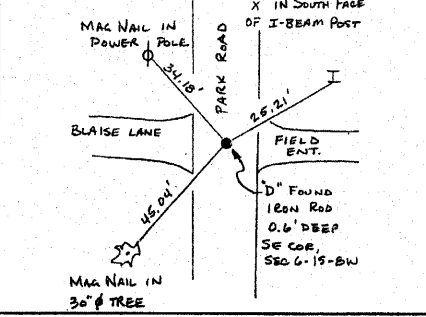 X IN SOUTH FACE
OF I-BEAM POST
MAG NAIL IN
POWER POLE
PARK ROAD
34.18'
25.21'
BLAISE LANE
FIELD
ENT.
45.04'
"D" FOUND
IRON ROD
0.6' DEEP
SE COR,
SEC 6-15-8W
MAG NAIL IN
30" ϕ TREE